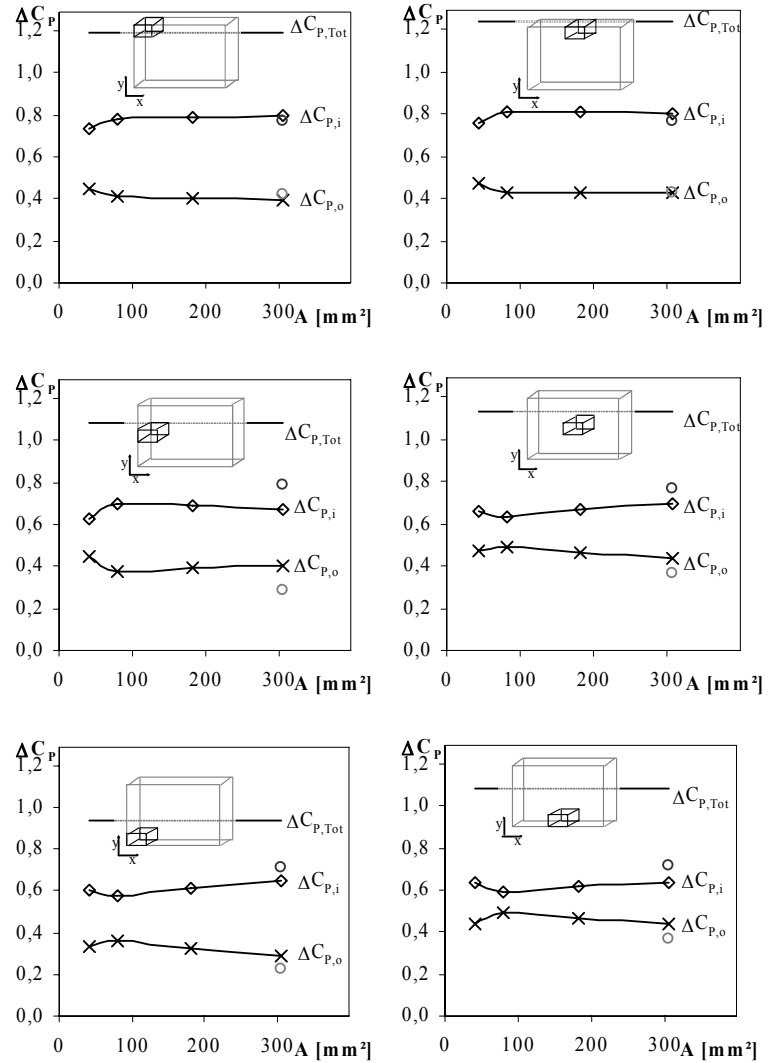 ΔC_P
1,2
1,0
0,8
0,6
0,4
0,2
0,0
0 100 200 300 A [mm²]
ΔC_P,Tot
ΔC_P,i
ΔC_P,o
y
x
ΔC_P
1,2
1,0
0,8
0,6
0,4
0,2
0,0
0 100 200 300 A [mm²]
ΔC_P,Tot
ΔC_P,i
ΔC_P,o
y
x
ΔC_P
1,2
1,0
0,8
0,6
0,4
0,2
0,0
0 100 200 300 A [mm²]
ΔC_P,Tot
ΔC_P,i
ΔC_P,o
y
x
ΔC_P
1,2
1,0
0,8
0,6
0,4
0,2
0,0
0 100 200 300 A [mm²]
ΔC_P,Tot
ΔC_P,i
ΔC_P,o
y
x
ΔC_P
1,2
1,0
0,8
0,6
0,4
0,2
0,0
0 100 200 300 A [mm²]
ΔC_P,Tot
ΔC_P,i
ΔC_P,o
y
x
ΔC_P
1,2
1,0
0,8
0,6
0,4
0,2
0,0
0 100 200 300 A [mm²]
ΔC_P,Tot
ΔC_P,i
ΔC_P,o
y
x